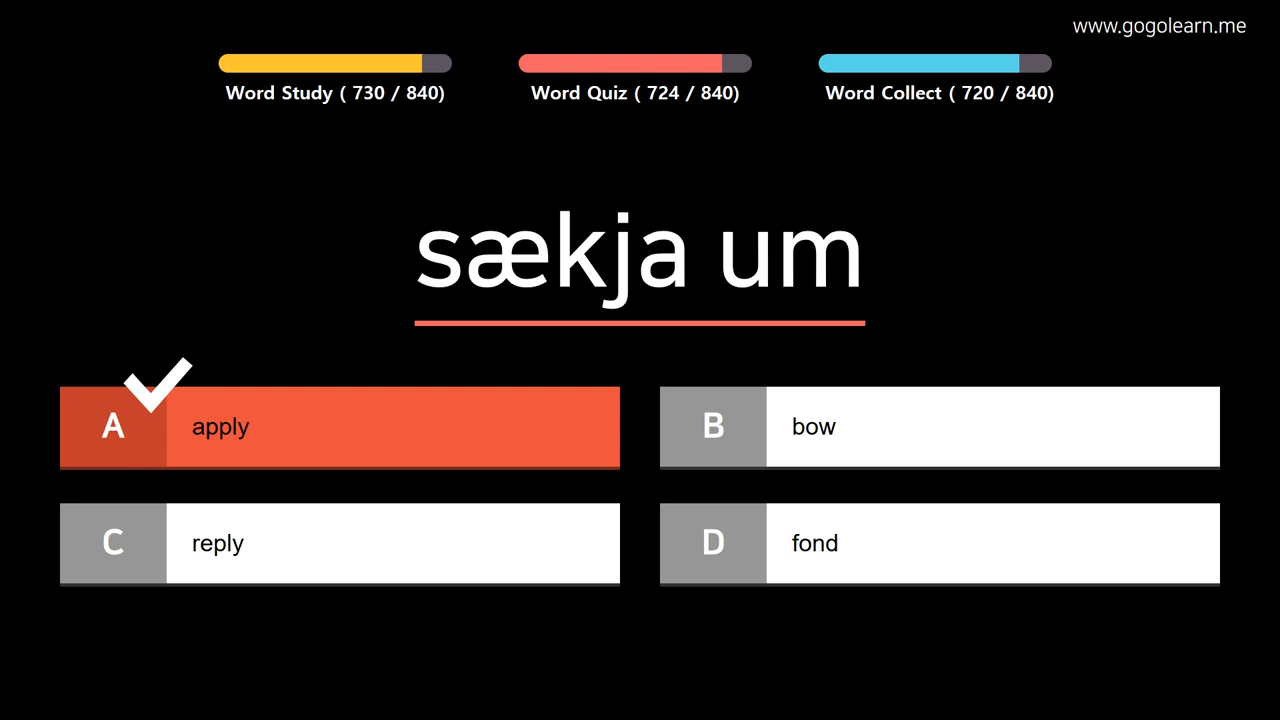 www.gogolearn.me
Word Study ( 730 / 840)
Word Quiz ( 724 / 840)
Word Collect ( 720 / 840)
sækja um
A apply
B bow
C reply
D fond